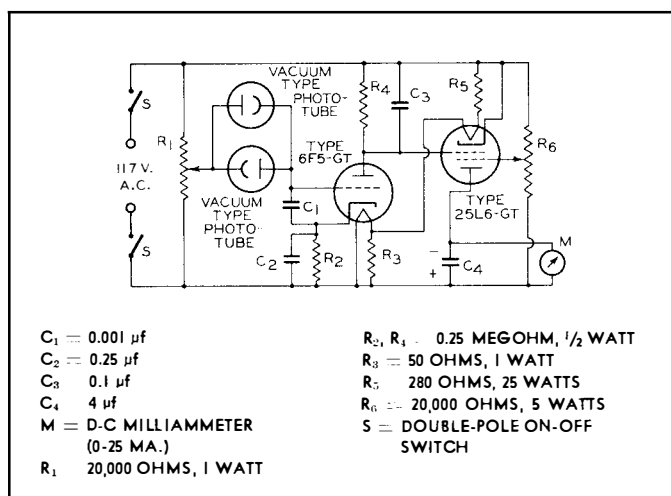 VACUUM
TYPE
PHOTO-
TUBE
S
R₁
117 V.
A.C.
S
VACUUM
TYPE
PHOTO-
TUBE
R₄
C₃
TYPE
6F5-GT
C₁
C₂
R₂
R₃
R₅
R₆
TYPE
25L6-GT
−
+
C₄
M
C₁ = 0.001 µf
C₂ = 0.25 µf
C₃ 0.1 µf
C₄ 4 µf
M = D-C MILLIAMMETER
(0-25 MA.)
R₁ 20,000 OHMS, 1 WATT
R₂, R₄ = 0.25 MEGOHM, 1/2 WATT
R₃ = 50 OHMS, 1 WATT
R₅ 280 OHMS, 25 WATTS
R₆ = 20,000 OHMS, 5 WATTS
S = DOUBLE-POLE ON-OFF
SWITCH